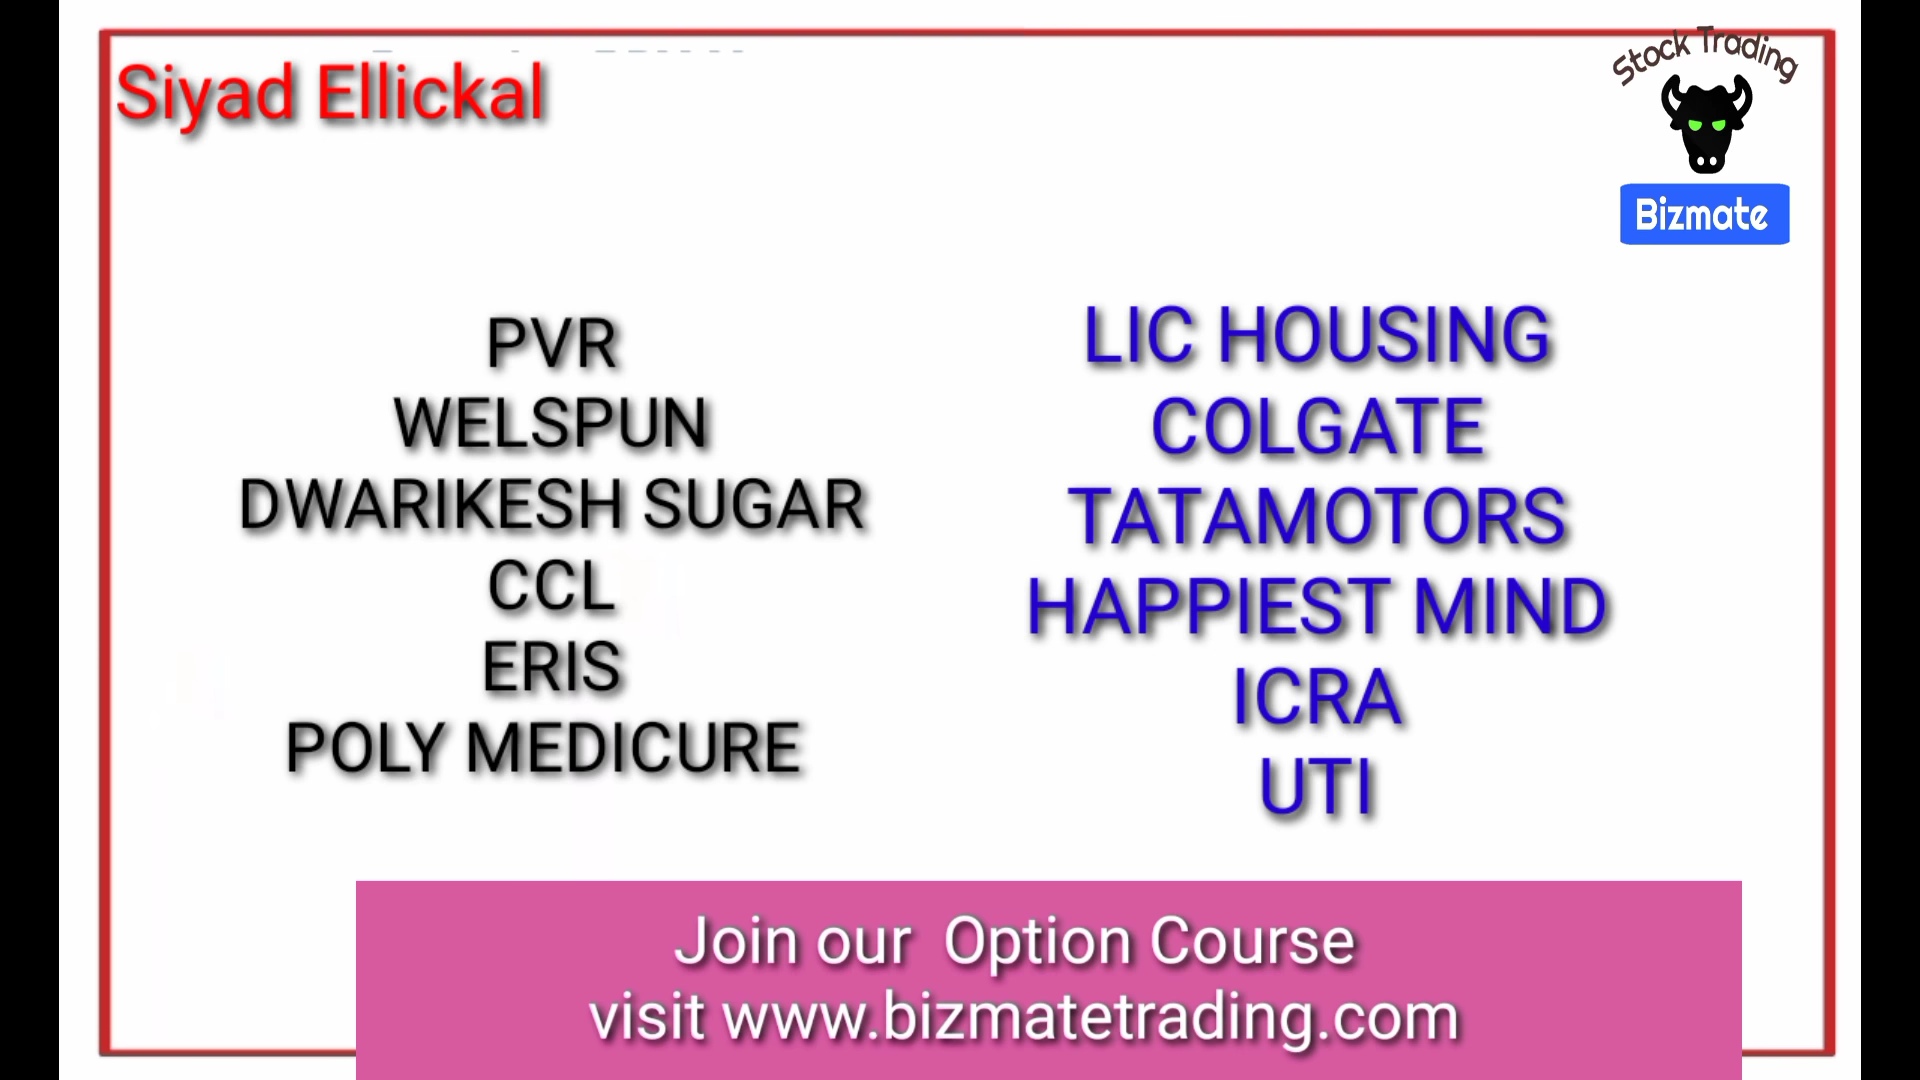 Siyad Ellickal
Stock Trading
Bizmate
PVR
WELSPUN
DWARIKESH SUGAR
CCL
ERIS
POLY MEDICURE
LIC HOUSING
COLGATE
TATAMOTORS
HAPPIEST MIND
ICRA
UTI
Join our  Option Course
visit www.bizmatetrading.com